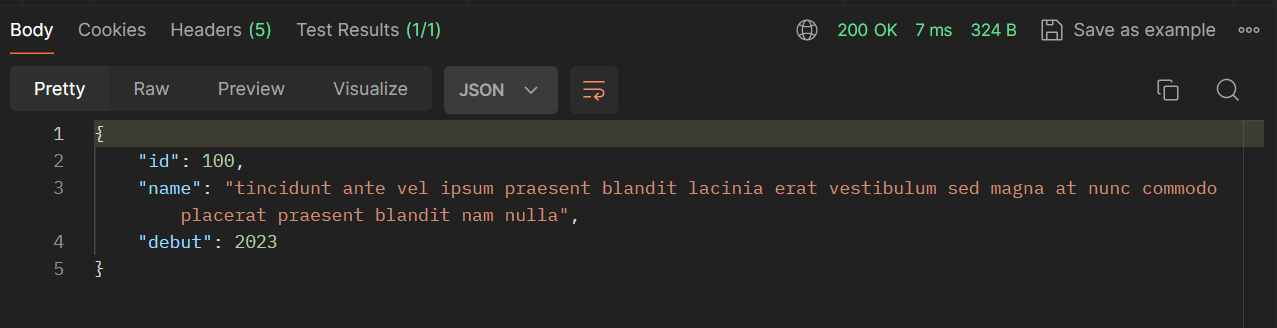 Body Cookies Headers (5) Test Results (1/1) 200 OK 7 ms 324 B Save as example
Pretty Raw Preview Visualize JSON
1 {
2 "id": 100,
3 "name": "tincidunt ante vel ipsum praesent blandit lacinia erat vestibulum sed magna at nunc commodo
placerat praesent blandit nam nulla",
4 "debut": 2023
5 }